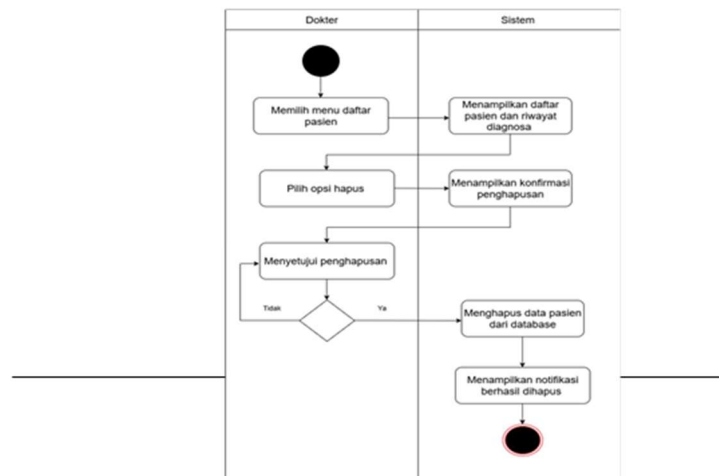 Dokter
Sistem
Memilih menu daftar
pasien
Menampilkan daftar
pasien dan riwayat
diagnosa
Pilih opsi hapus
Menampilkan konfirmasi
penghapusan
Menyetujui penghapusan
Tidak
Ya
Menghapus data pasien
dari database
Menampilkan notifikasi
berhasil dihapus